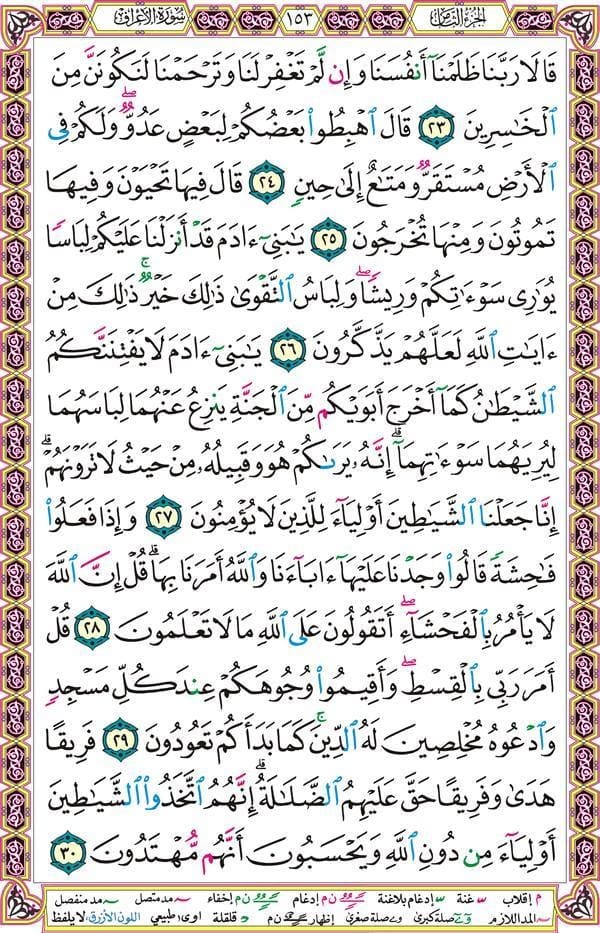 الجزء الثامن
١٥٣
سورة الأعراف
قَالَا رَبَّنَا ظَلَمْنَآ أَنفُسَنَا وَإِن لَّمْ تَغْفِرْ لَنَا وَتَرْحَمْنَا لَنَكُونَنَّ مِنَ
ٱلْخَٰسِرِينَ ٢٣ قَالَ ٱهْبِطُوا۟ بَعْضُكُمْ لِبَعْضٍ عَدُوٌّۖ وَلَكُمْ فِى
ٱلْأَرْضِ مُسْتَقَرٌّ وَمَتَٰعٌ إِلَىٰ حِينٍ ٢٤ قَالَ فِيهَا تَحْيَوْنَ وَفِيهَا
تَمُوتُونَ وَمِنْهَا تُخْرَجُونَ ٢٥ يَٰبَنِىٓ ءَادَمَ قَدْ أَنزَلْنَا عَلَيْكُمْ لِبَاسًا
يُوَٰرِى سَوْءَٰتِكُمْ وَرِيشًاۖ وَلِبَاسُ ٱلتَّقْوَىٰ ذَٰلِكَ خَيْرٌۚ ذَٰلِكَ مِنْ
ءَايَٰتِ ٱللَّهِ لَعَلَّهُمْ يَذَّكَّرُونَ ٢٦ يَٰبَنِىٓ ءَادَمَ لَا يَفْتِنَنَّكُمُ
ٱلشَّيْطَٰنُ كَمَآ أَخْرَجَ أَبَوَيْكُم مِّنَ ٱلْجَنَّةِ يَنزِعُ عَنْهُمَا لِبَاسَهُمَا
لِيُرِيَهُمَا سَوْءَٰتِهِمَآۗ إِنَّهُۥ يَرَىٰكُمْ هُوَ وَقَبِيلُهُۥ مِنْ حَيْثُ لَا تَرَوْنَهُمْۗ
إِنَّا جَعَلْنَا ٱلشَّيَٰطِينَ أَوْلِيَآءَ لِلَّذِينَ لَا يُؤْمِنُونَ ٢٧ وَإِذَا فَعَلُوا۟
فَٰحِشَةً قَالُوا۟ وَجَدْنَا عَلَيْهَآ ءَابَآءَنَا وَٱللَّهُ أَمَرَنَا بِهَاۗ قُلْ إِنَّ ٱللَّهَ
لَا يَأْمُرُ بِٱلْفَحْشَآءِۖ أَتَقُولُونَ عَلَى ٱللَّهِ مَا لَا تَعْلَمُونَ ٢٨ قُلْ
أَمَرَ رَبِّى بِٱلْقِسْطِۖ وَأَقِيمُوا۟ وُجُوهَكُمْ عِندَ كُلِّ مَسْجِدٍ
وَٱدْعُوهُ مُخْلِصِينَ لَهُ ٱلدِّينَۚ كَمَا بَدَأَكُمْ تَعُودُونَ ٢٩ فَرِيقًا
هَدَىٰ وَفَرِيقًا حَقَّ عَلَيْهِمُ ٱلضَّلَٰلَةُۗ إِنَّهُمُ ٱتَّخَذُوا۟ ٱلشَّيَٰطِينَ
أَوْلِيَآءَ مِن دُونِ ٱللَّهِ وَيَحْسَبُونَ أَنَّهُم مُّهْتَدُونَ ٣٠
م إقلاب غنة إدغام بلاغنة ن م إدغام ن م إخفاء مد متصل مد منفصل
المد اللازم صلة كبرى صلة صغرى إظهار ن م قلقلة اوى طبيعي اللون الأزرق لا يلفظ